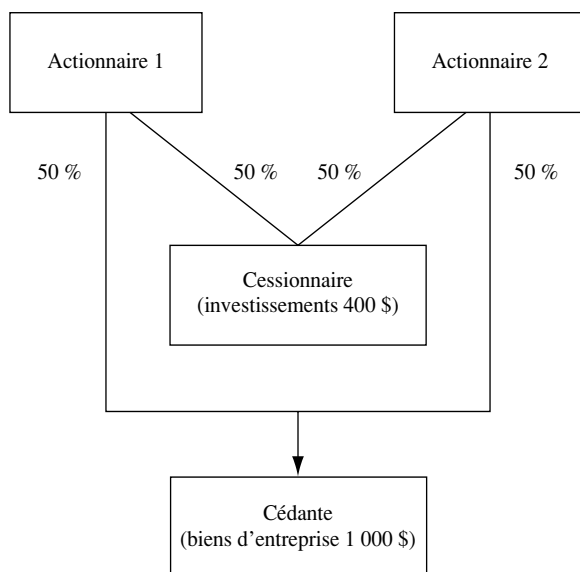 Actionnaire 1
Actionnaire 2
50 %
50 %
50 %
50 %
Cessionnaire
(investissements 400 $)
Cédante
(biens d'entreprise 1 000 $)